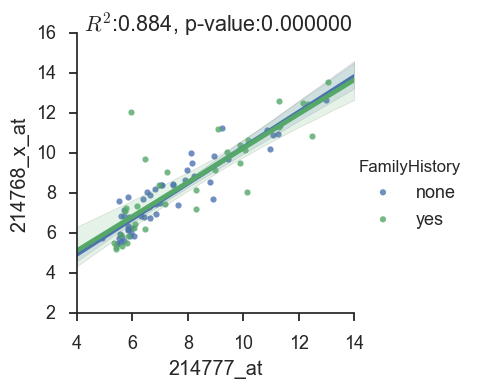 R²:0.884, p-value:0.000000
16
14
12
10
8
6
4
2
214768_x_at
4 6 8 10 12 14
214777_at
FamilyHistory
none
yes